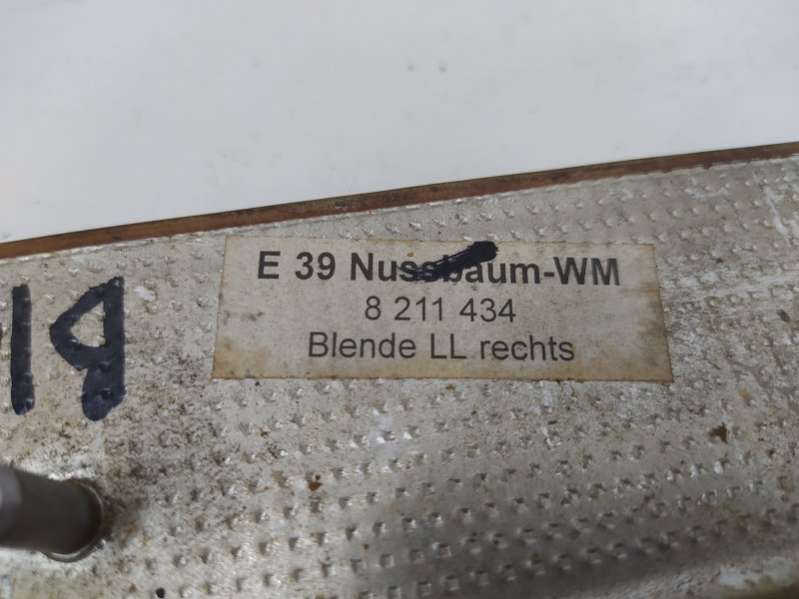 E 39 Nussbaum-WM
8 211 434
Blende LL rechts